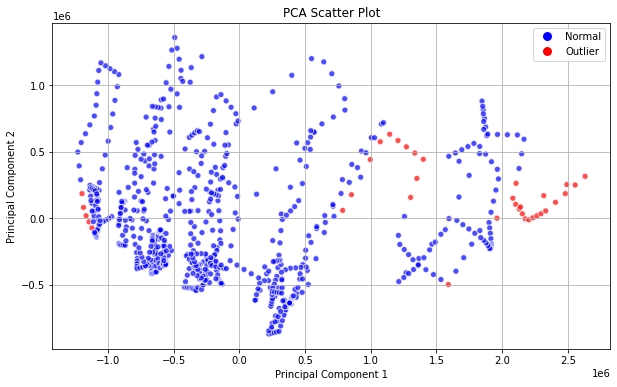 PCA Scatter Plot
1e6
Normal
Outlier
Principal Component 2
1.0
0.5
0.0
−0.5
−1.0 −0.5 0.0 0.5 1.0 1.5 2.0 2.5
1e6
Principal Component 1